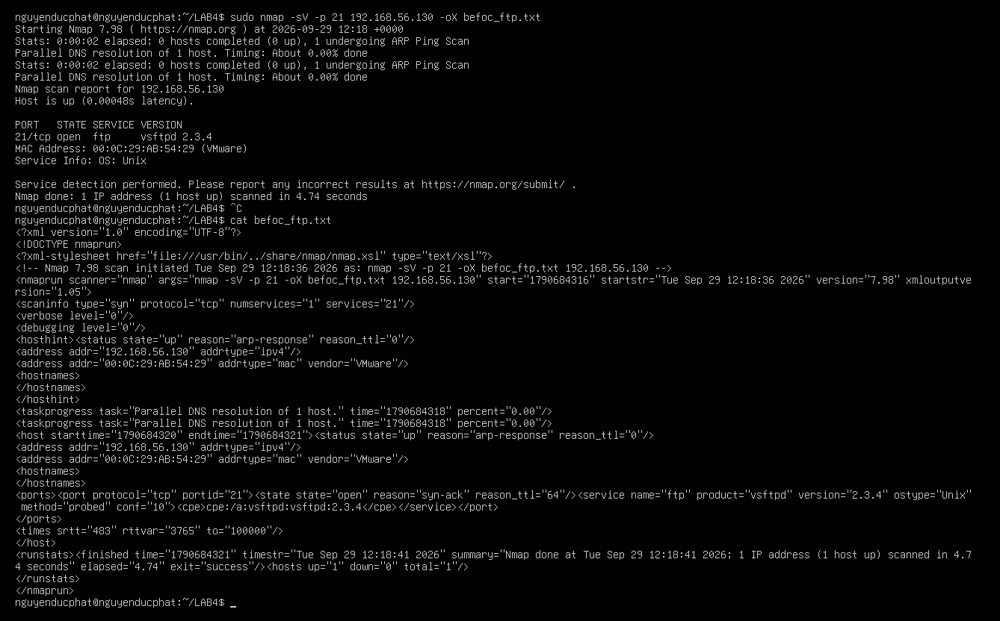 nguyenducphat@nguyenducphat:~/LAB4$ sudo nmap -sV -p 21 192.168.56.130 -oX befoc_ftp.txt
Starting Nmap 7.98 ( https://nmap.org ) at 2026-09-29 12:18 +0000
Stats: 0:00:02 elapsed; 0 hosts completed (0 up), 1 undergoing ARP Ping Scan
Parallel DNS resolution of 1 host. Timing: About 0.00% done
Stats: 0:00:02 elapsed; 0 hosts completed (0 up), 1 undergoing ARP Ping Scan
Parallel DNS resolution of 1 host. Timing: About 0.00% done
Nmap scan report for 192.168.56.130
Host is up (0.00048s latency).

PORT   STATE SERVICE VERSION
21/tcp open  ftp     vsftpd 2.3.4
MAC Address: 00:0C:29:AB:54:29 (VMware)
Service Info: OS: Unix

Service detection performed. Please report any incorrect results at https://nmap.org/submit/ .
Nmap done: 1 IP address (1 host up) scanned in 4.74 seconds
nguyenducphat@nguyenducphat:~/LAB4$ ^C
nguyenducphat@nguyenducphat:~/LAB4$ cat befoc_ftp.txt
<?xml version="1.0" encoding="UTF-8"?>
<!DOCTYPE nmaprun>
<?xml-stylesheet href="file:///usr/bin/../share/nmap/nmap.xsl" type="text/xsl"?>
<!-- Nmap 7.98 scan initiated Tue Sep 29 12:18:36 2026 as: nmap -sV -p 21 -oX befoc_ftp.txt 192.168.56.130 -->
<nmaprun scanner="nmap" args="nmap -sV -p 21 -oX befoc_ftp.txt 192.168.56.130" start="1790684316" startstr="Tue Sep 29 12:18:36 2026" version="7.98" xmloutputve
rsion="1.05">
<scaninfo type="syn" protocol="tcp" numservices="1" services="21"/>
<verbose level="0"/>
<debugging level="0"/>
<hosthint><status state="up" reason="arp-response" reason_ttl="0"/>
<address addr="192.168.56.130" addrtype="ipv4"/>
<address addr="00:0C:29:AB:54:29" addrtype="mac" vendor="VMware"/>
<hostnames>
</hostnames>
</hosthint>
<taskprogress task="Parallel DNS resolution of 1 host." time="1790684318" percent="0.00"/>
<taskprogress task="Parallel DNS resolution of 1 host." time="1790684318" percent="0.00"/>
<host starttime="1790684320" endtime="1790684321"><status state="up" reason="arp-response" reason_ttl="0"/>
<address addr="192.168.56.130" addrtype="ipv4"/>
<address addr="00:0C:29:AB:54:29" addrtype="mac" vendor="VMware"/>
<hostnames>
</hostnames>
<ports><port protocol="tcp" portid="21"><state state="open" reason="syn-ack" reason_ttl="64"/><service name="ftp" product="vsftpd" version="2.3.4" ostype="Unix"
 method="probed" conf="10"><cpe>cpe:/a:vsftpd:vsftpd:2.3.4</cpe></service></port>
</ports>
<times srtt="483" rttvar="3765" to="100000"/>
</host>
<runstats><finished time="1790684321" timestr="Tue Sep 29 12:18:41 2026" summary="Nmap done at Tue Sep 29 12:18:41 2026; 1 IP address (1 host up) scanned in 4.7
4 seconds" elapsed="4.74" exit="success"/><hosts up="1" down="0" total="1"/>
</runstats>
</nmaprun>
nguyenducphat@nguyenducphat:~/LAB4$ _